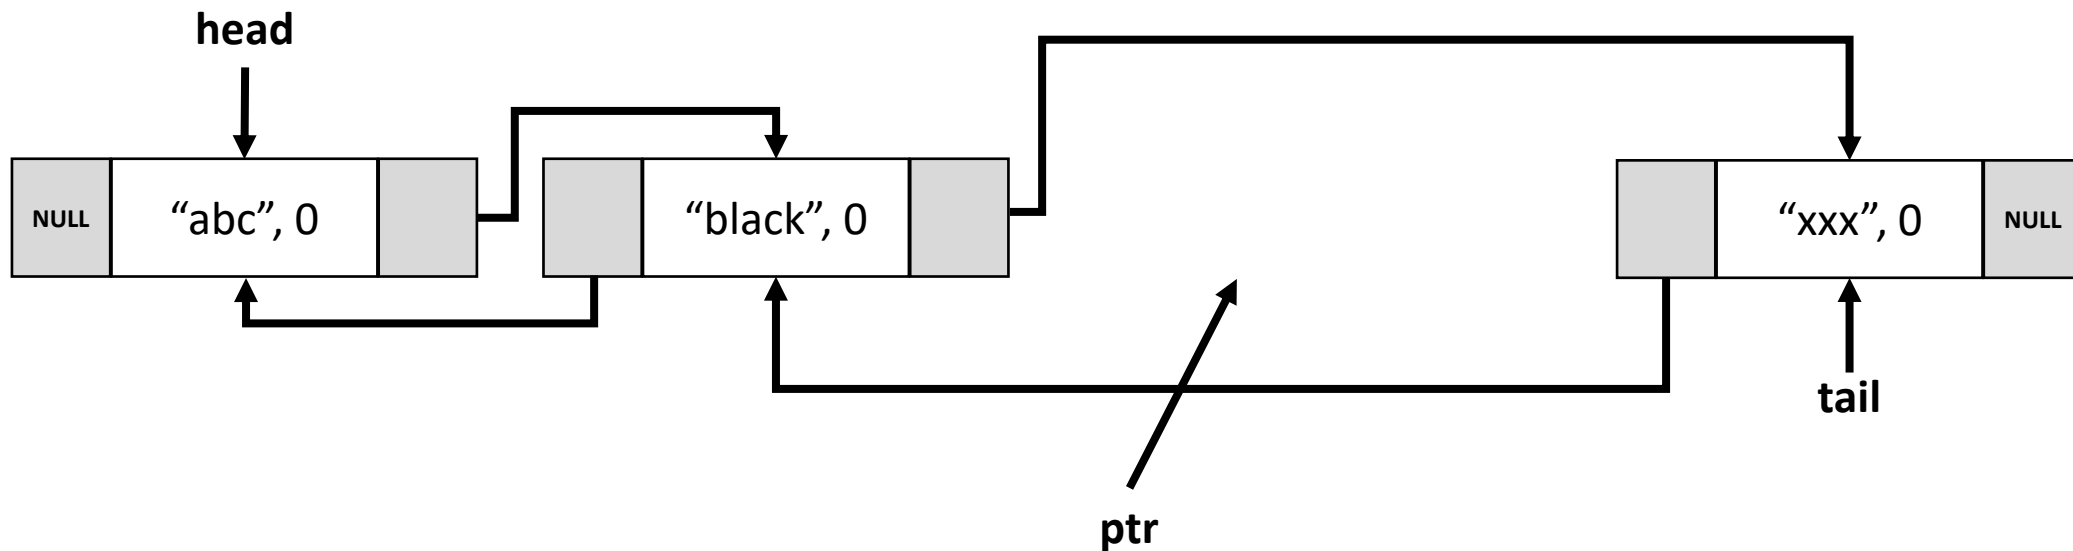 head
NULL
“abc”, 0
“black”, 0
“xxx”, 0
NULL
tail
ptr